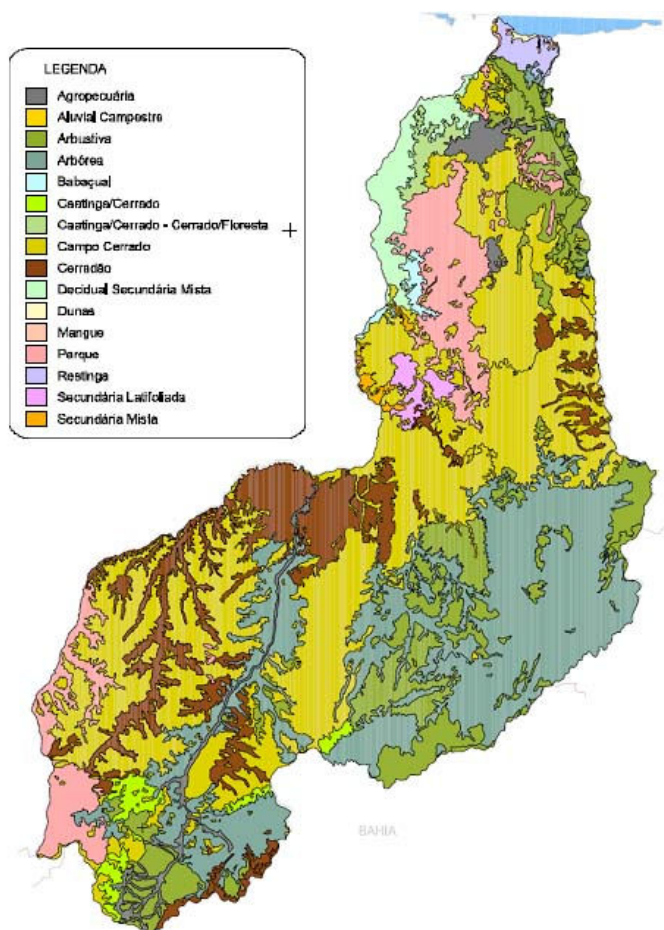 LEGENDA
Agropecuária
Alluvial Campestre
Arbustiva
Arbórea
Babaçual
Caatinga/Cerrado
Caatinga/Cerrado - Cerrado/Floresta
Campo Cerrado
Cerradão
Decidual Secundária Mista
Dunas
Mangue
Parque
Restinga
Secundária Latifoliada
Secundária Mista
BAHIA